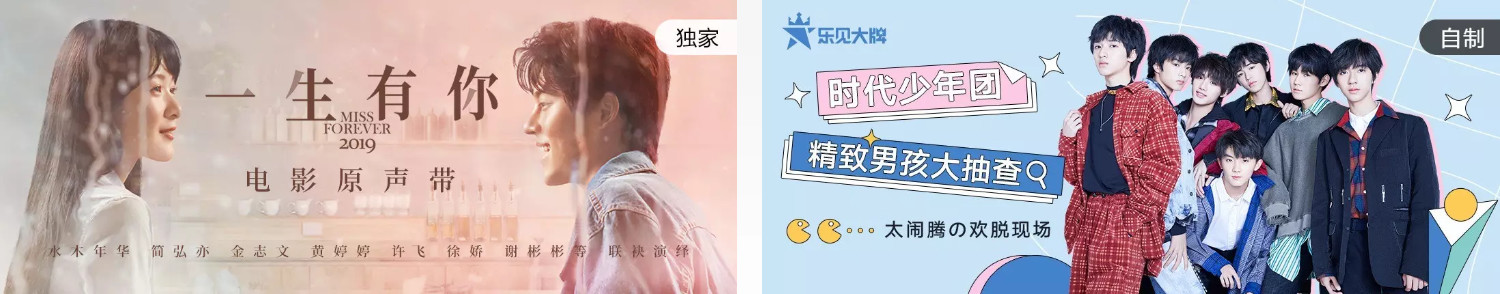 独家
一生有你
MISS
FOREVER
2019
电影原声带
水木年华 简弘亦 金志文 黄婷婷 许飞 徐娇 谢彬彬等 联袂演绎
乐见大牌
自制
时代少年团
精致男孩大抽查
太闹腾の欢脱现场